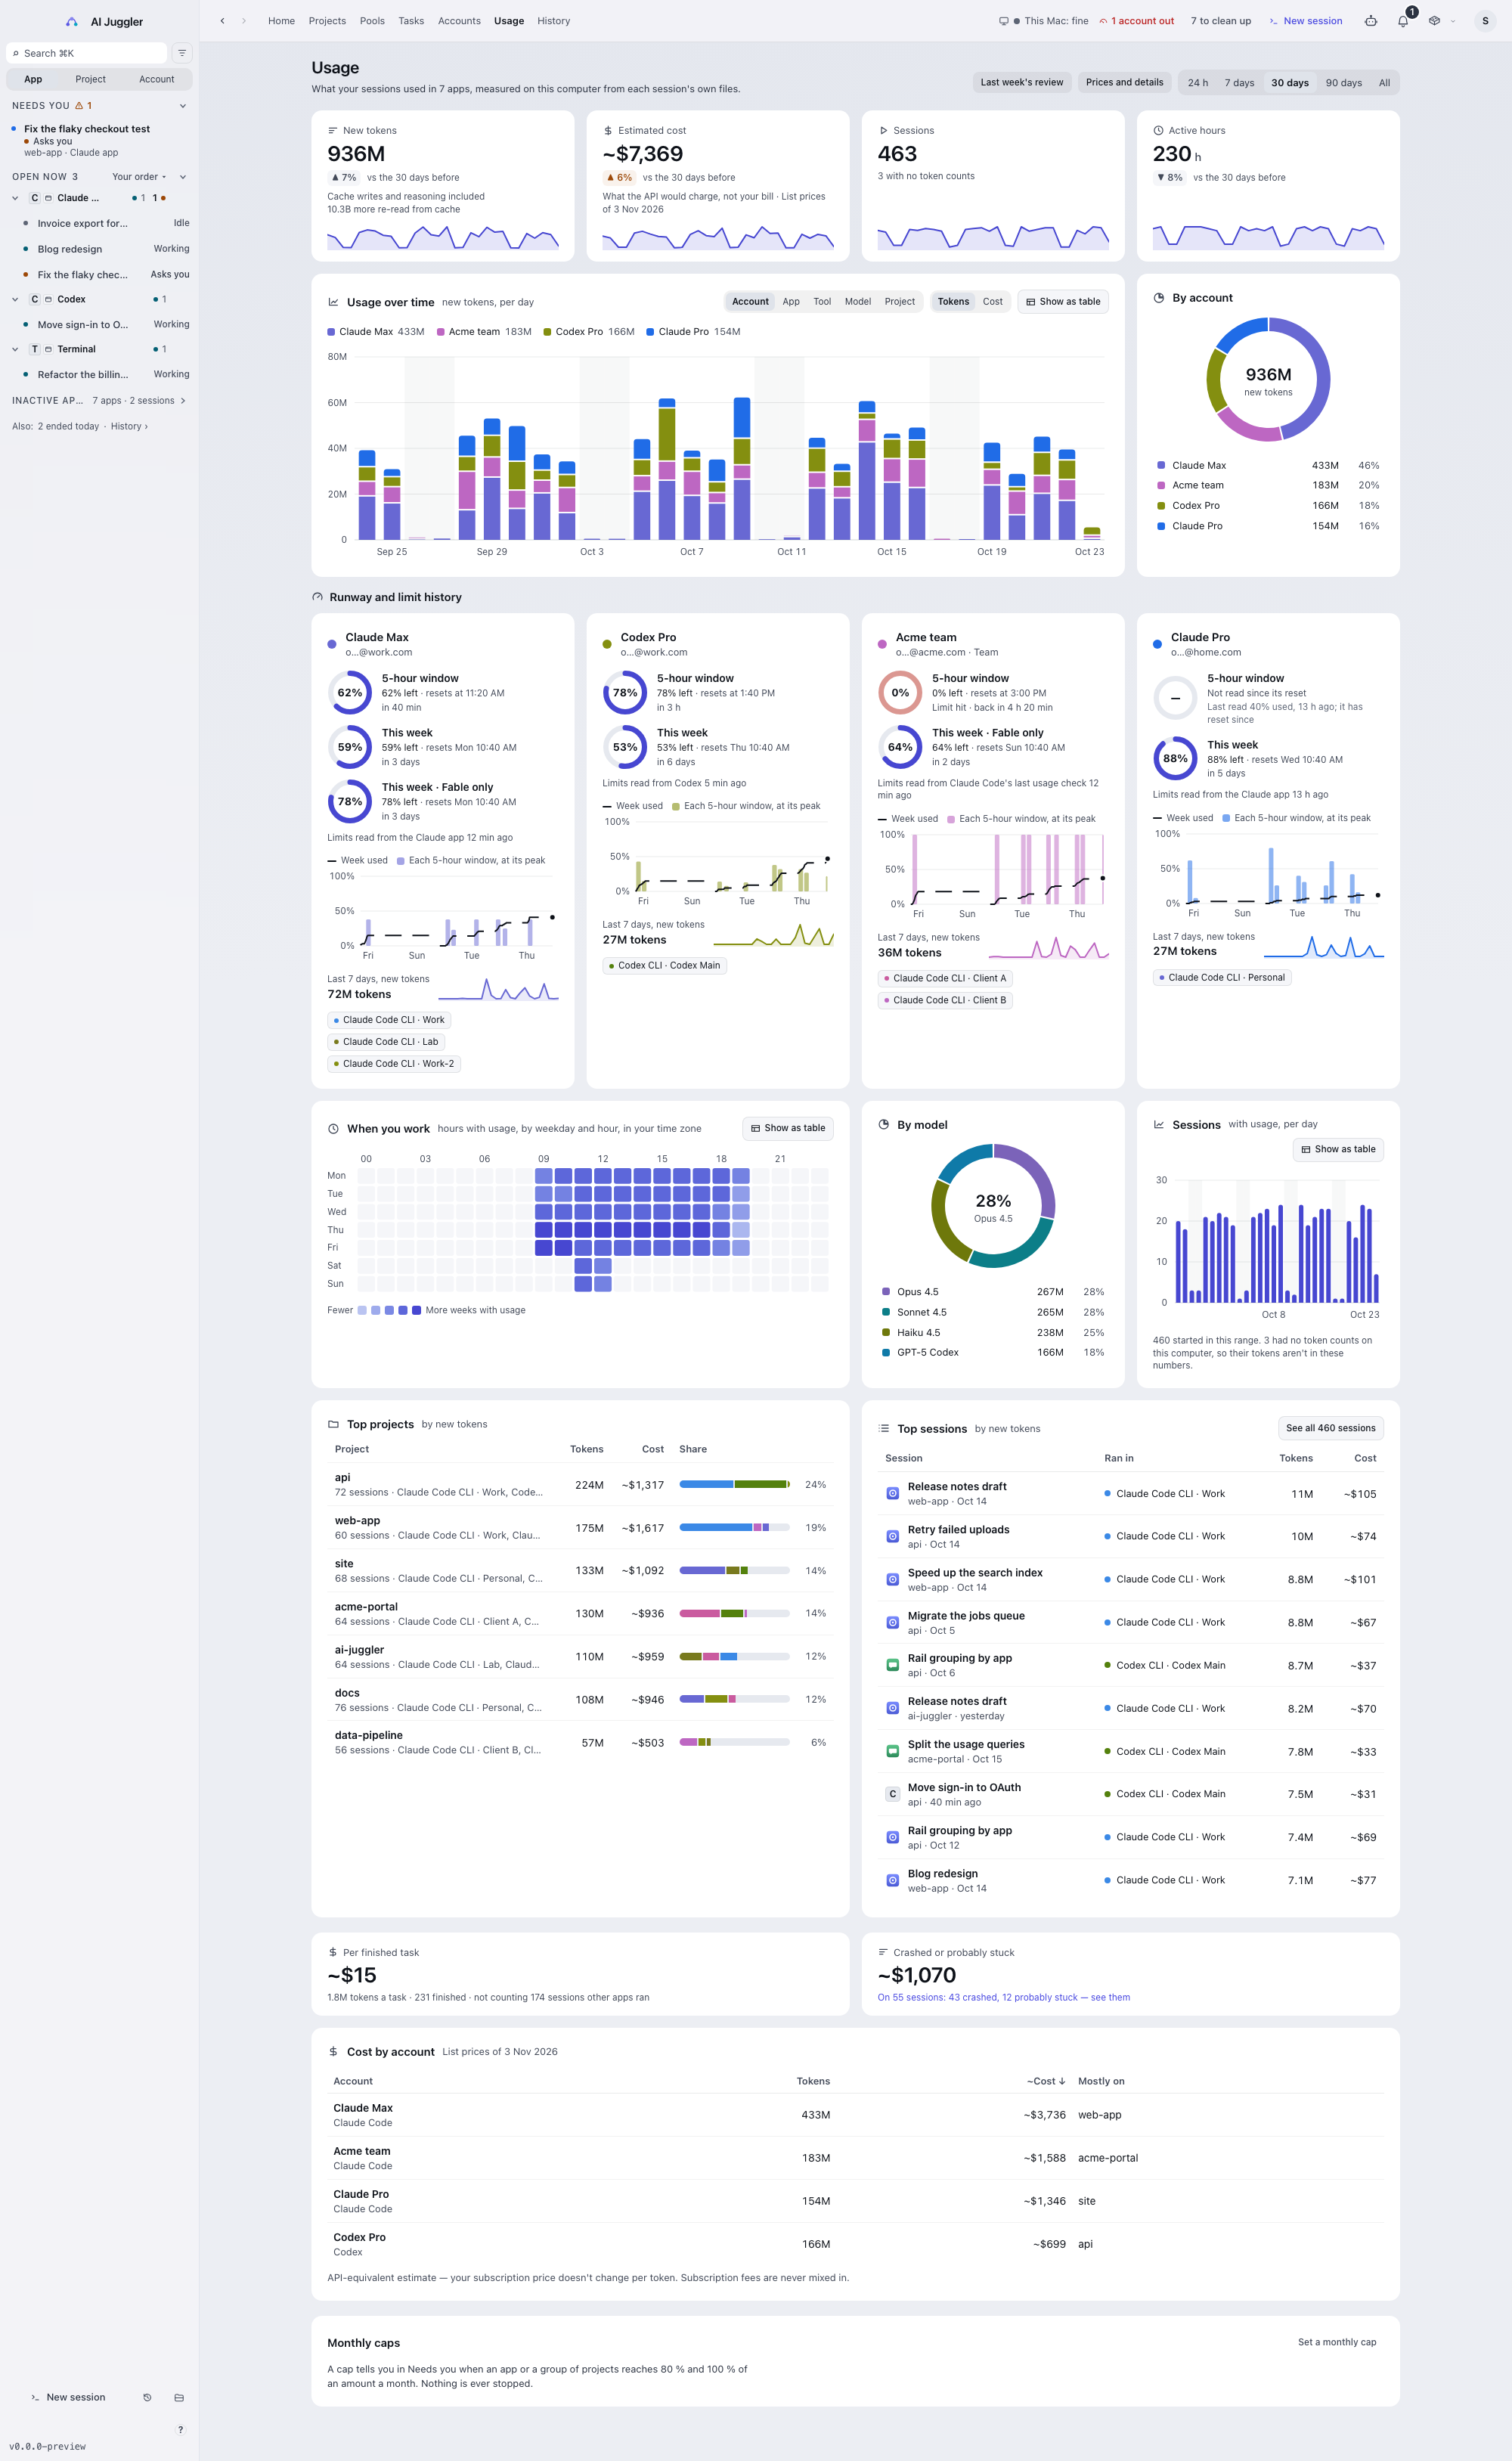 AI Juggler
Search ⌘K
App Project Account
NEEDS YOU 1
Fix the flaky checkout test
Asks you
web-app · Claude app
OPEN NOW 3 Your order
C Claude ... 1 1
Invoice export for... Idle
Blog redesign Working
Fix the flaky chec... Asks you
C Codex 1
Move sign-in to O... Working
T Terminal 1
Refactor the billin... Working
INACTIVE AP... 7 apps · 2 sessions
Also: 2 ended today · History ›
New session
?
v0.0.0-preview
Home Projects Pools Tasks Accounts Usage History
This Mac: fine 1 account out 7 to clean up New session 1 S
Usage
What your sessions used in 7 apps, measured on this computer from each session's own files.
Last week's review Prices and details 24 h 7 days 30 days 90 days All
New tokens
936M
▲ 7% vs the 30 days before
Cache writes and reasoning included
10.3B more re-read from cache
Estimated cost
~$7,369
▲ 6% vs the 30 days before
What the API would charge, not your bill · List prices
of 3 Nov 2026
Sessions
463
3 with no token counts
Active hours
230 h
▼ 8% vs the 30 days before
Usage over time new tokens, per day
Account App Tool Model Project Tokens Cost Show as table
Claude Max 433M Acme team 183M Codex Pro 166M Claude Pro 154M
80M
60M
40M
20M
0
Sep 25 Sep 29 Oct 3 Oct 7 Oct 11 Oct 15 Oct 19 Oct 23
By account
936M
new tokens
Claude Max 433M 46%
Acme team 183M 20%
Codex Pro 166M 18%
Claude Pro 154M 16%
Runway and limit history
Claude Max
o...@work.com
62%
5-hour window
62% left · resets at 11:20 AM
in 40 min
59%
This week
59% left · resets Mon 10:40 AM
in 3 days
78%
This week · Fable only
78% left · resets Mon 10:40 AM
in 3 days
Limits read from the Claude app 12 min ago
Week used Each 5-hour window, at its peak
100%
50%
0%
Fri Sun Tue Thu
Last 7 days, new tokens
72M tokens
Claude Code CLI · Work
Claude Code CLI · Lab
Claude Code CLI · Work-2
Codex Pro
o...@work.com
78%
5-hour window
78% left · resets at 1:40 PM
in 3 h
53%
This week
53% left · resets Thu 10:40 AM
in 6 days
Limits read from Codex 5 min ago
Week used Each 5-hour window, at its peak
100%
50%
0%
Fri Sun Tue Thu
Last 7 days, new tokens
27M tokens
Codex CLI · Codex Main
Acme team
o...@acme.com · Team
0%
5-hour window
0% left · resets at 3:00 PM
Limit hit · back in 4 h 20 min
64%
This week · Fable only
64% left · resets Sun 10:40 AM
in 2 days
Limits read from Claude Code's last usage check 12
min ago
Week used Each 5-hour window, at its peak
100%
50%
0%
Fri Sun Tue Thu
Last 7 days, new tokens
36M tokens
Claude Code CLI · Client A
Claude Code CLI · Client B
Claude Pro
o...@home.com
–
5-hour window
Not read since its reset
Last read 40% used, 13 h ago; it has
reset since
88%
This week
88% left · resets Wed 10:40 AM
in 5 days
Limits read from the Claude app 13 h ago
Week used Each 5-hour window, at its peak
100%
50%
0%
Fri Sun Tue Thu
Last 7 days, new tokens
27M tokens
Claude Code CLI · Personal
When you work hours with usage, by weekday and hour, in your time zone Show as table
00 03 06 09 12 15 18 21
Mon
Tue
Wed
Thu
Fri
Sat
Sun
Fewer More weeks with usage
By model
28%
Opus 4.5
Opus 4.5 267M 28%
Sonnet 4.5 265M 28%
Haiku 4.5 238M 25%
GPT-5 Codex 166M 18%
Sessions with usage, per day
Show as table
30
20
10
0
Oct 8 Oct 23
460 started in this range. 3 had no token counts on
this computer, so their tokens aren't in these
numbers.
Top projects by new tokens
Project Tokens Cost Share
api
72 sessions · Claude Code CLI · Work, Code... 224M ~$1,317 24%
web-app
60 sessions · Claude Code CLI · Work, Clau... 175M ~$1,617 19%
site
68 sessions · Claude Code CLI · Personal, C... 133M ~$1,092 14%
acme-portal
64 sessions · Claude Code CLI · Client A, C... 130M ~$936 14%
ai-juggler
64 sessions · Claude Code CLI · Lab, Claud... 110M ~$959 12%
docs
76 sessions · Claude Code CLI · Personal, C... 108M ~$946 12%
data-pipeline
56 sessions · Claude Code CLI · Client B, Cl... 57M ~$503 6%
Top sessions by new tokens See all 460 sessions
Session Ran in Tokens Cost
Release notes draft
web-app · Oct 14 Claude Code CLI · Work 11M ~$105
Retry failed uploads
api · Oct 14 Claude Code CLI · Work 10M ~$74
Speed up the search index
web-app · Oct 14 Claude Code CLI · Work 8.8M ~$101
Migrate the jobs queue
api · Oct 5 Claude Code CLI · Work 8.8M ~$67
Rail grouping by app
api · Oct 6 Codex CLI · Codex Main 8.7M ~$37
Release notes draft
ai-juggler · yesterday Claude Code CLI · Work 8.2M ~$70
Split the usage queries
acme-portal · Oct 15 Codex CLI · Codex Main 7.8M ~$33
C Move sign-in to OAuth
api · 40 min ago Codex CLI · Codex Main 7.5M ~$31
Rail grouping by app
api · Oct 12 Claude Code CLI · Work 7.4M ~$69
Blog redesign
web-app · Oct 14 Claude Code CLI · Work 7.1M ~$77
Per finished task
~$15
1.8M tokens a task · 231 finished · not counting 174 sessions other apps ran
Crashed or probably stuck
~$1,070
On 55 sessions: 43 crashed, 12 probably stuck — see them
Cost by account List prices of 3 Nov 2026
Account Tokens ~Cost ↓ Mostly on
Claude Max
Claude Code 433M ~$3,736 web-app
Acme team
Claude Code 183M ~$1,588 acme-portal
Claude Pro
Claude Code 154M ~$1,346 site
Codex Pro
Codex 166M ~$699 api
API-equivalent estimate — your subscription price doesn't change per token. Subscription fees are never mixed in.
Monthly caps Set a monthly cap
A cap tells you in Needs you when an app or a group of projects reaches 80 % and 100 % of
an amount a month. Nothing is ever stopped.